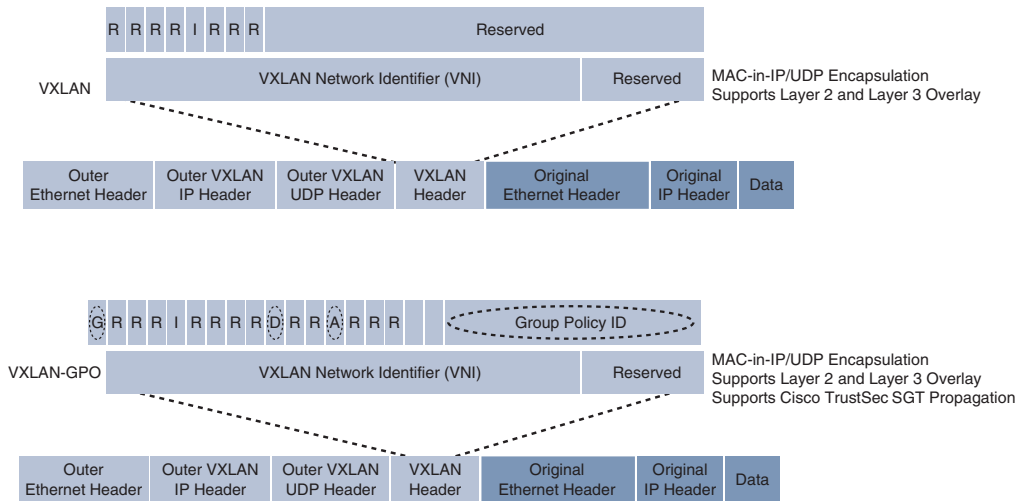 R R R R I R R R Reserved
VXLAN
VXLAN Network Identifier (VNI) Reserved
MAC-in-IP/UDP Encapsulation
Supports Layer 2 and Layer 3 Overlay
Outer
Ethernet Header
Outer VXLAN
IP Header
Outer VXLAN
UDP Header
VXLAN
Header
Original
Ethernet Header
Original
IP Header
Data
G R R R I R R R R D R R A R R R Group Policy ID
VXLAN-GPO
VXLAN Network Identifier (VNI) Reserved
MAC-in-IP/UDP Encapsulation
Supports Layer 2 and Layer 3 Overlay
Supports Cisco TrustSec SGT Propagation
Outer
Ethernet Header
Outer VXLAN
IP Header
Outer VXLAN
UDP Header
VXLAN
Header
Original
Ethernet Header
Original
IP Header
Data